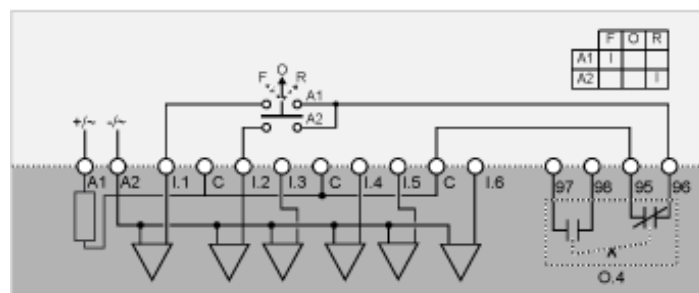 F O R
A1 I
A2 I
O
F R
A1
A2
+/~ -/~
A1 A2 I.1 C I.2 I.3 C I.4 I.5 C I.6 97 98 95 96
O.4